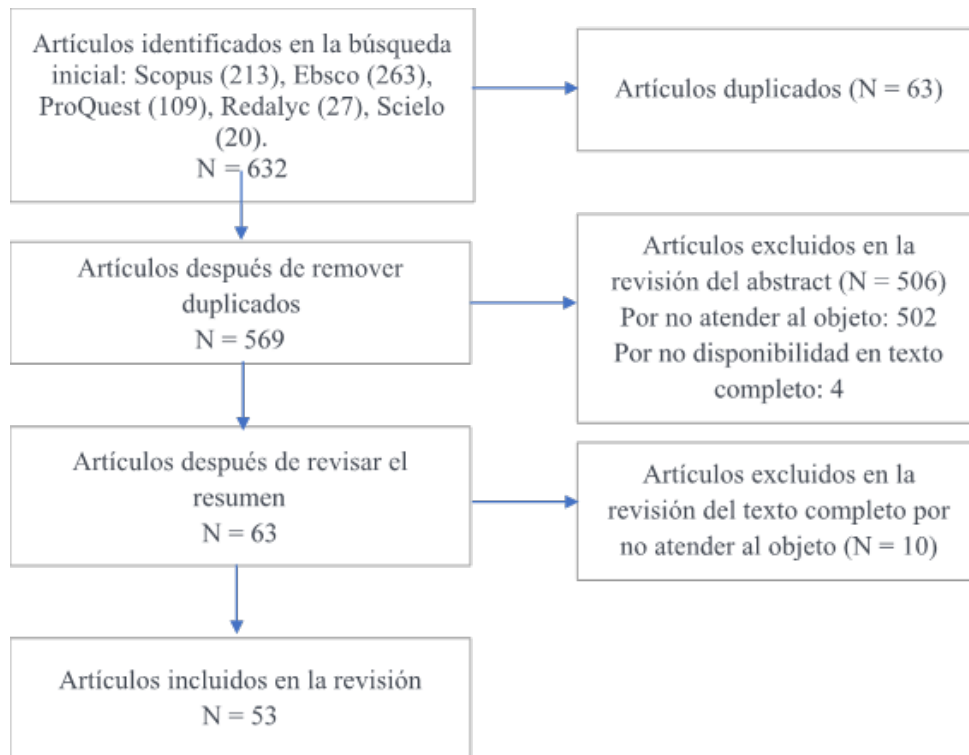 Artículos identificados en la búsqueda
inicial: Scopus (213), Ebsco (263),
ProQuest (109), Redalyc (27), Scielo
(20).
N = 632
Artículos duplicados (N = 63)
Artículos después de remover
duplicados
N = 569
Artículos excluidos en la
revisión del abstract (N = 506)
Por no atender al objeto: 502
Por no disponibilidad en texto
completo: 4
Artículos después de revisar el
resumen
N = 63
Artículos excluidos en la
revisión del texto completo por
no atender al objeto (N = 10)
Artículos incluidos en la revisión
N = 53